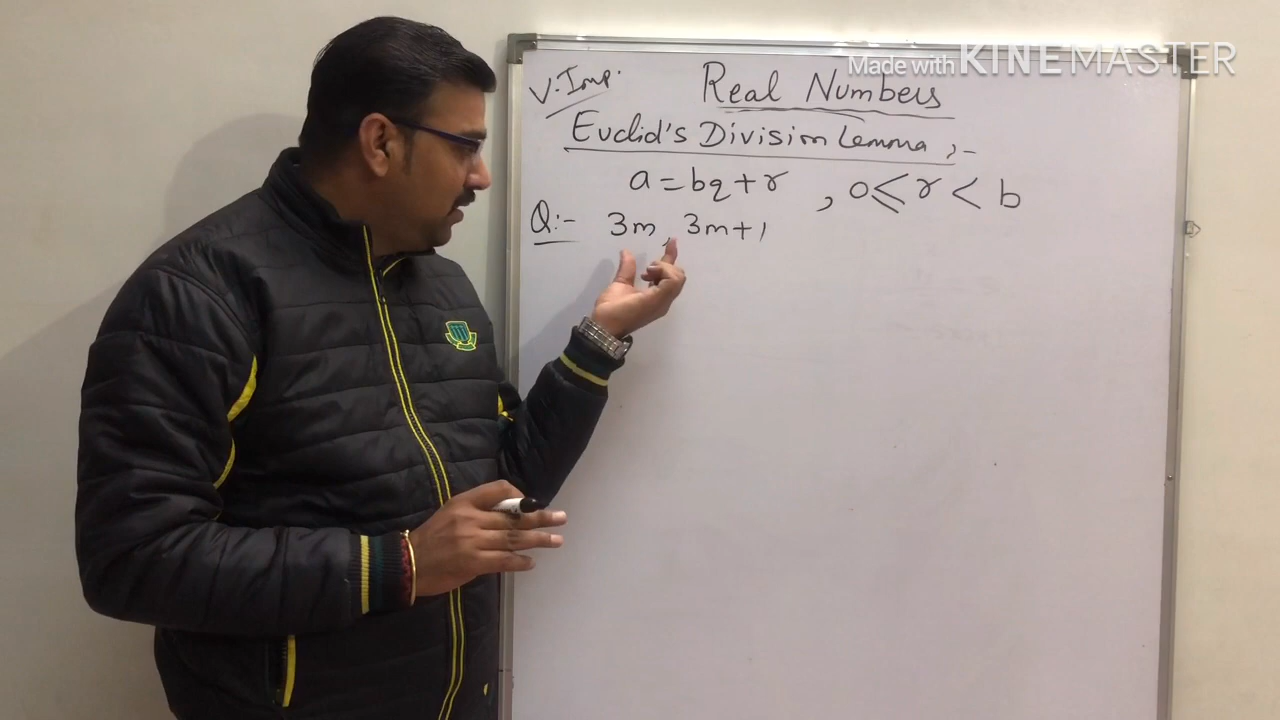 Made with KINEMASTER
V. Imp.
Real Numbers
Euclid's Division Lemma :-
a = bq + r , 0 ≤ r < b
Q:- 3m, 3m+1